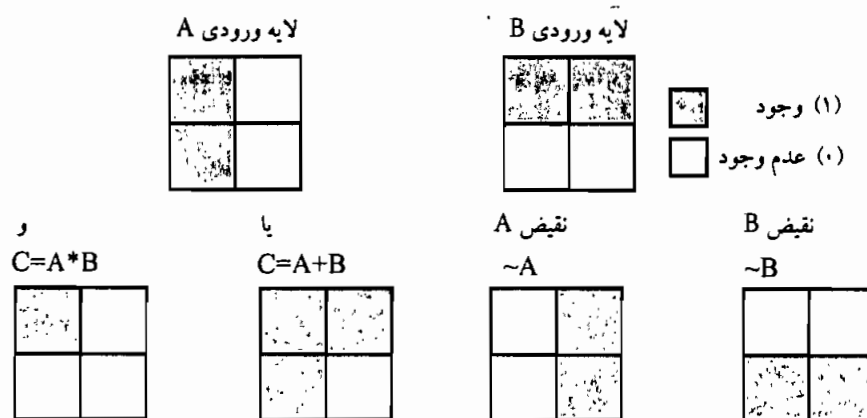 لایه ورودی A
لایه ورودی B
(۱) وجود
(۰) عدم وجود
و
C=A*B
یا
C=A+B
نقیض A
~A
نقیض B
~B